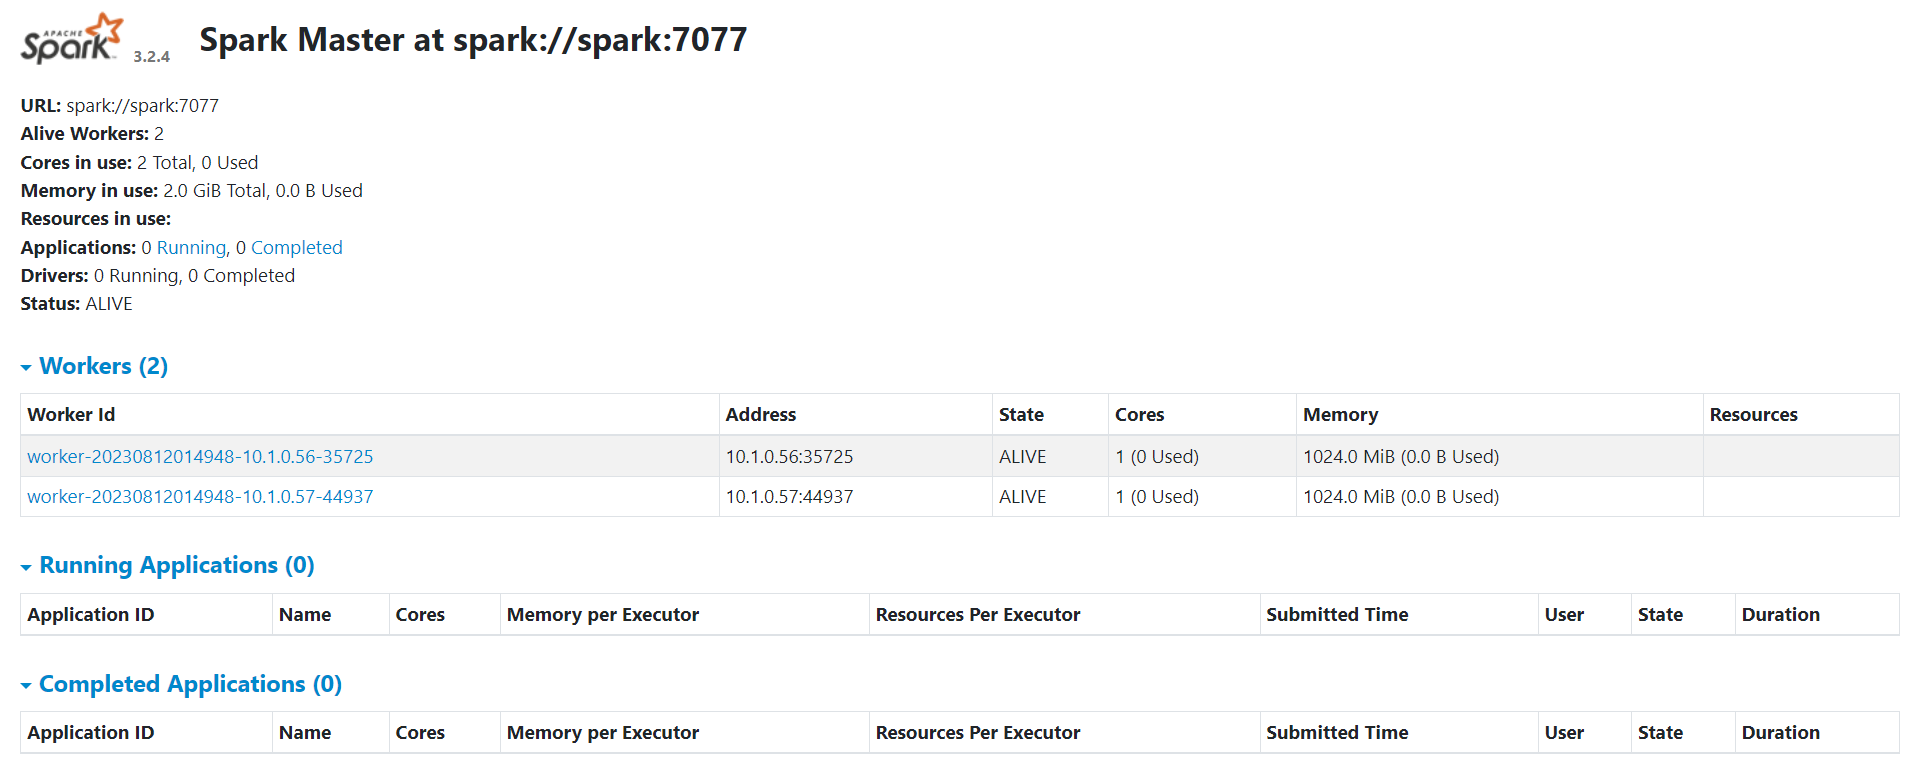 APACHE
Spark 3.2.4 Spark Master at spark://spark:7077
URL: spark://spark:7077
Alive Workers: 2
Cores in use: 2 Total, 0 Used
Memory in use: 2.0 GiB Total, 0.0 B Used
Resources in use:
Applications: 0 Running, 0 Completed
Drivers: 0 Running, 0 Completed
Status: ALIVE
Workers (2)
Worker Id Address State Cores Memory Resources
worker-20230812014948-10.1.0.56-35725 10.1.0.56:35725 ALIVE 1 (0 Used) 1024.0 MiB (0.0 B Used)
worker-20230812014948-10.1.0.57-44937 10.1.0.57:44937 ALIVE 1 (0 Used) 1024.0 MiB (0.0 B Used)
Running Applications (0)
Application ID Name Cores Memory per Executor Resources Per Executor Submitted Time User State Duration
Completed Applications (0)
Application ID Name Cores Memory per Executor Resources Per Executor Submitted Time User State Duration